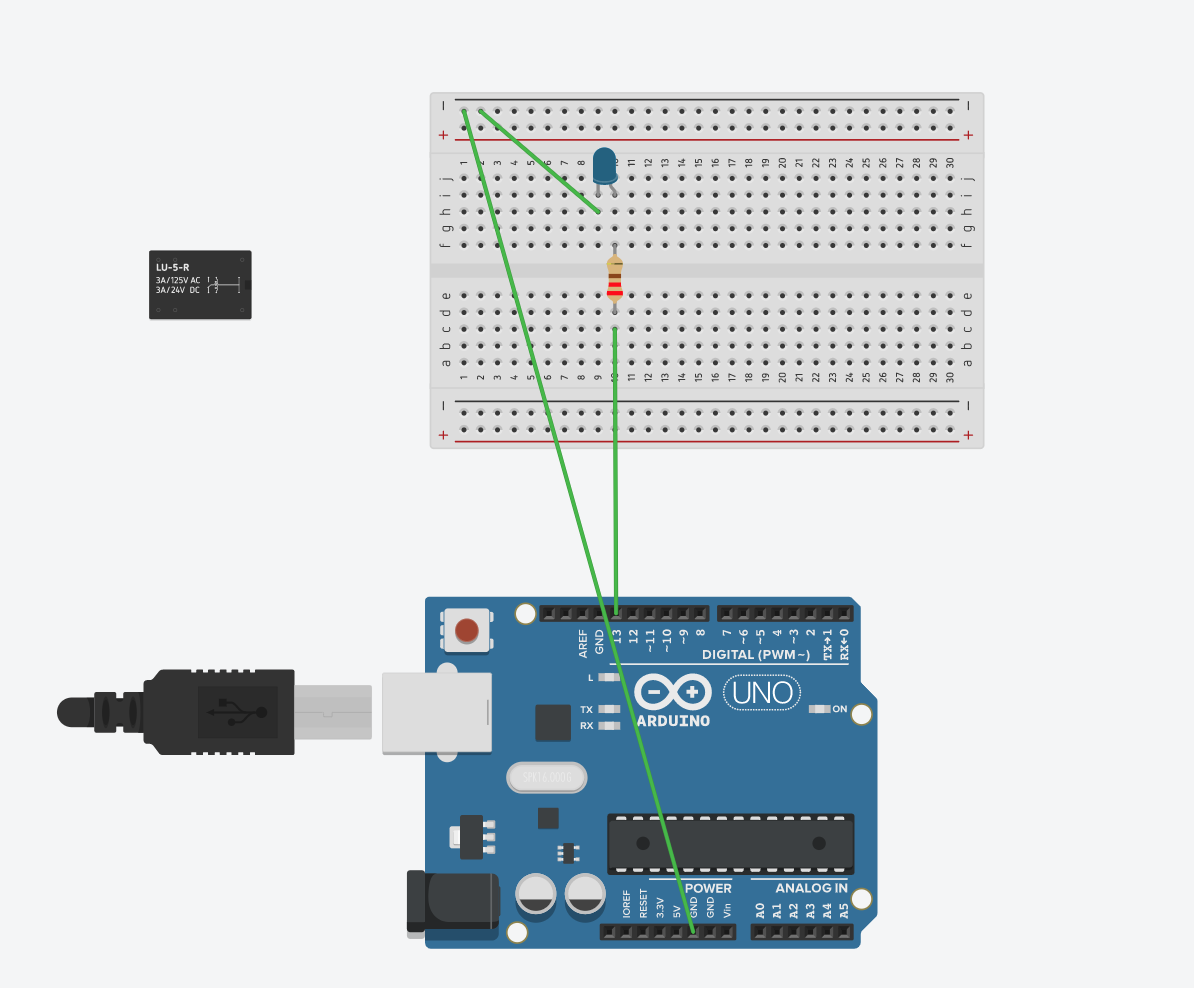 − −
+ +
1 2 3 4 5 6 7 8 11 12 13 14 15 16 17 18 19 20 21 22 23 24 25 26 27 28 29 30
j j
i i
h h
g g
f f
LU-5-R
3A/125V AC
3A/24V DC
e e
d d
c c
b b
a a
1 2 3 4 5 6 7 8 9 10 11 12 13 14 15 16 17 18 19 20 21 22 23 24 25 26 27 28 29 30
− −
+ +
AREF GND 13 12 ~11 ~10 ~9 8 7 ~6 ~5 4 ~3 2 TX→1 RX←0
DIGITAL (PWM~)
L
UNO
TX
ON
RX
ARDUINO
SPK16.000G
POWER
ANALOG IN
IOREF RESET 3.3V 5V GND GND Vin A0 A1 A2 A3 A4 A5